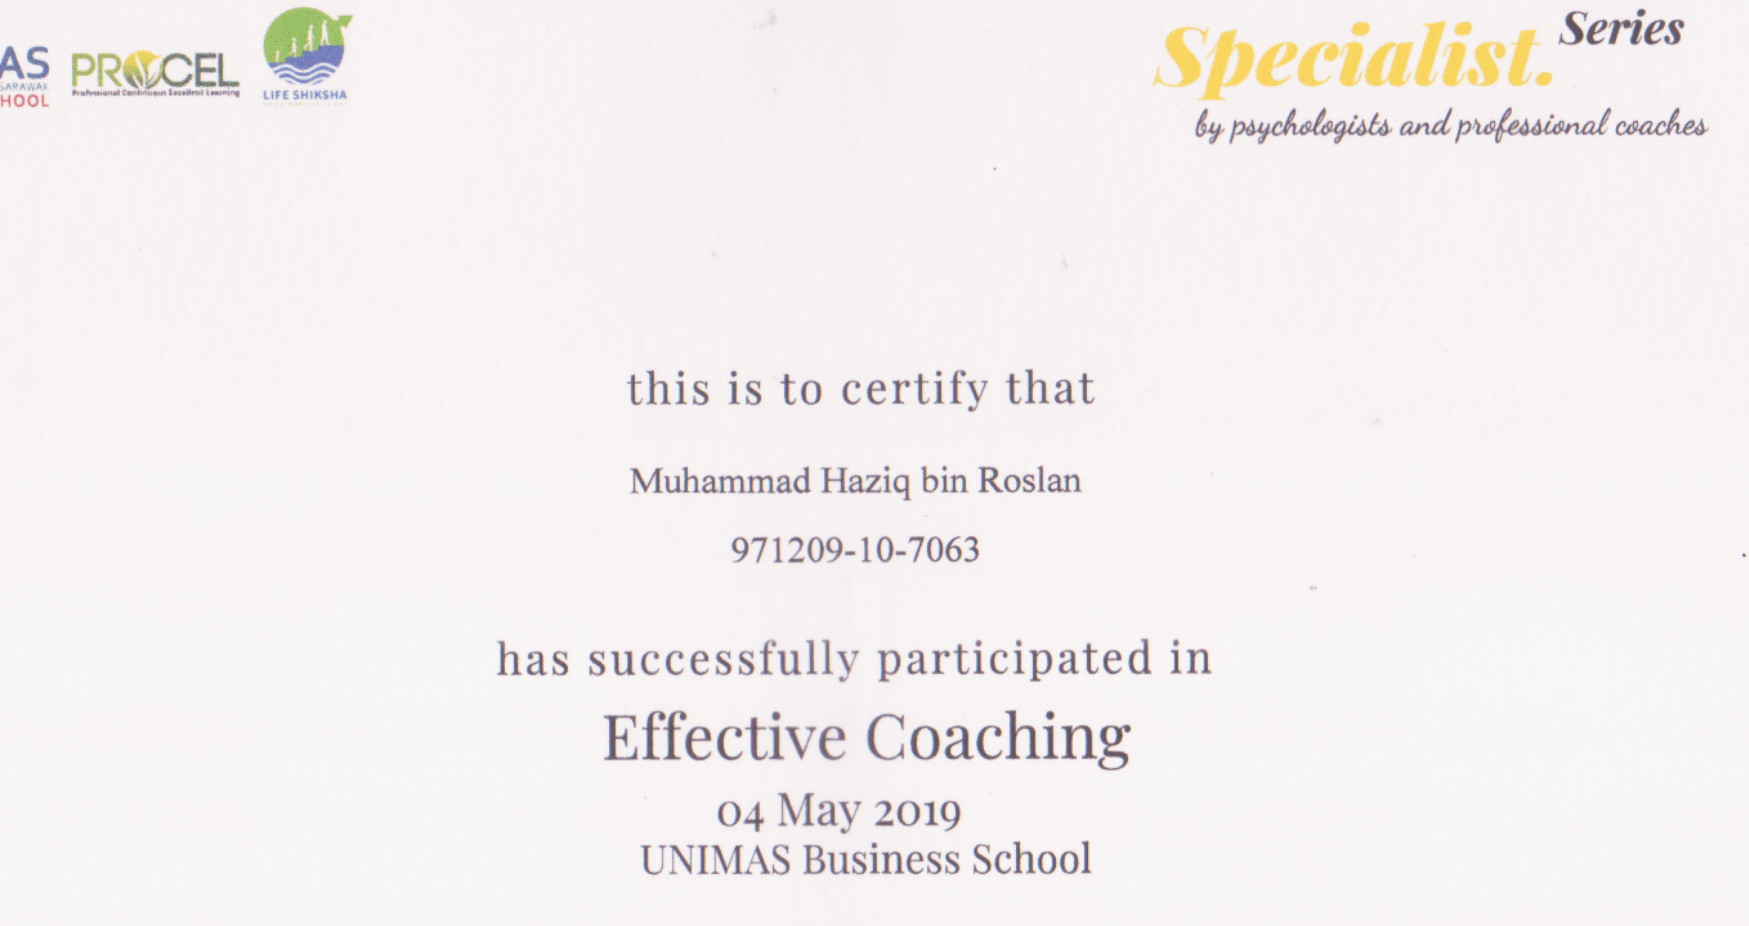 AS
SARAWAK
HOOL
PROCEL
Professional Continuous Excellent Learning
LIFE SHIKSHA
Specialist. Series
by psychologists and professional coaches
this is to certify that
Muhammad Haziq bin Roslan
971209-10-7063
has successfully participated in
Effective Coaching
04 May 2019
UNIMAS Business School